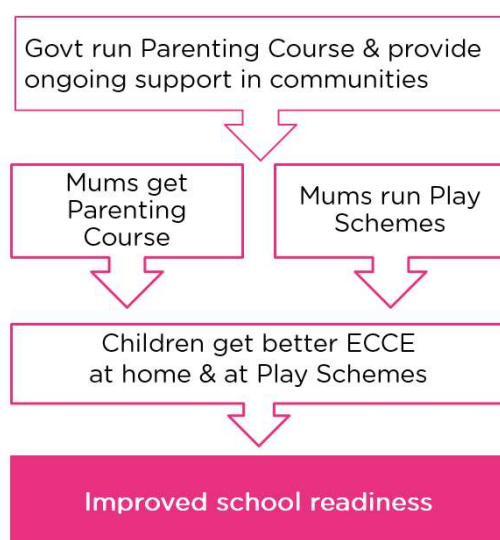 Govt run Parenting Course & provide
ongoing support in communities
Mums get
Parenting
Course
Mums run Play
Schemes
Children get better ECCE
at home & at Play Schemes
Improved school readiness